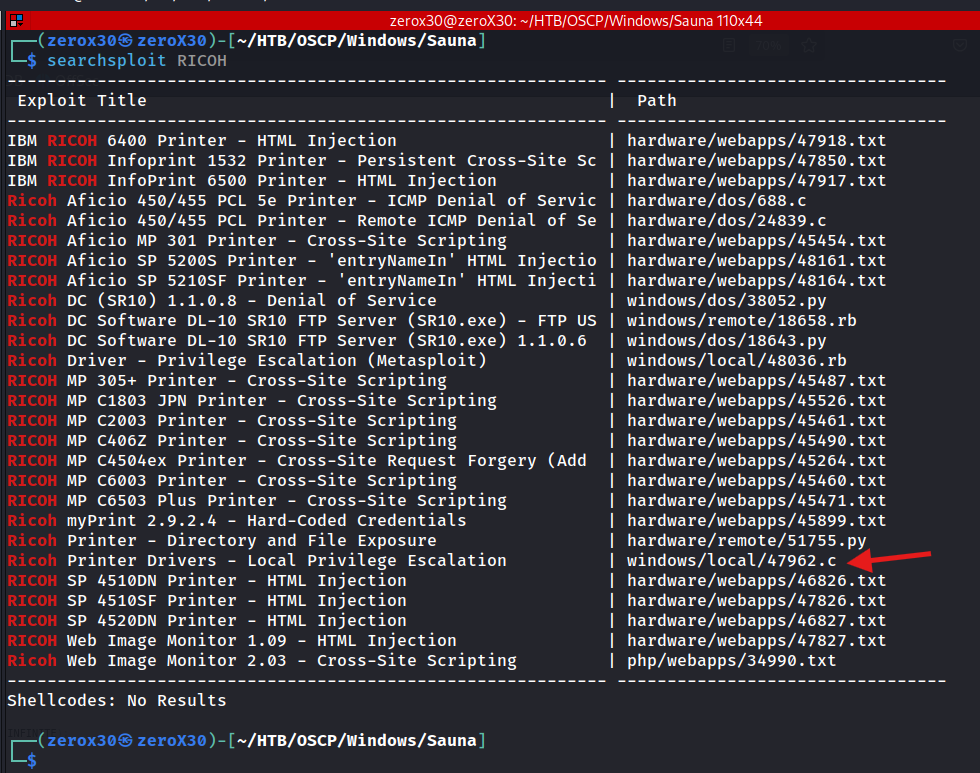 zerox30@zeroX30: ~/HTB/OSCP/Windows/Sauna 110x44
┌──(zerox30㉿zeroX30)-[~/HTB/OSCP/Windows/Sauna]
└─$ searchsploit RICOH
------------------------------------------------------------ ---------------------------------
 Exploit Title                                              |  Path
------------------------------------------------------------ ---------------------------------
IBM RICOH 6400 Printer - HTML Injection                     | hardware/webapps/47918.txt
IBM RICOH Infoprint 1532 Printer - Persistent Cross-Site Sc | hardware/webapps/47850.txt
IBM RICOH InfoPrint 6500 Printer - HTML Injection           | hardware/webapps/47917.txt
Ricoh Aficio 450/455 PCL 5e Printer - ICMP Denial of Servic | hardware/dos/688.c
Ricoh Aficio 450/455 PCL Printer - Remote ICMP Denial of Se | hardware/dos/24839.c
RICOH Aficio MP 301 Printer - Cross-Site Scripting          | hardware/webapps/45454.txt
RICOH Aficio SP 5200S Printer - 'entryNameIn' HTML Injectio | hardware/webapps/48161.txt
RICOH Aficio SP 5210SF Printer - 'entryNameIn' HTML Injecti | hardware/webapps/48164.txt
Ricoh DC (SR10) 1.1.0.8 - Denial of Service                 | windows/dos/38052.py
Ricoh DC Software DL-10 SR10 FTP Server (SR10.exe) - FTP US | windows/remote/18658.rb
Ricoh DC Software DL-10 SR10 FTP Server (SR10.exe) 1.1.0.6  | windows/dos/18643.py
Ricoh Driver - Privilege Escalation (Metasploit)            | windows/local/48036.rb
RICOH MP 305+ Printer - Cross-Site Scripting                | hardware/webapps/45487.txt
RICOH MP C1803 JPN Printer - Cross-Site Scripting           | hardware/webapps/45526.txt
RICOH MP C2003 Printer - Cross-Site Scripting               | hardware/webapps/45461.txt
RICOH MP C406Z Printer - Cross-Site Scripting               | hardware/webapps/45490.txt
RICOH MP C4504ex Printer - Cross-Site Request Forgery (Add  | hardware/webapps/45264.txt
RICOH MP C6003 Printer - Cross-Site Scripting               | hardware/webapps/45460.txt
RICOH MP C6503 Plus Printer - Cross-Site Scripting          | hardware/webapps/45471.txt
Ricoh myPrint 2.9.2.4 - Hard-Coded Credentials              | hardware/webapps/45899.txt
Ricoh Printer - Directory and File Exposure                 | hardware/remote/51755.py
Ricoh Printer Drivers - Local Privilege Escalation          | windows/local/47962.c
RICOH SP 4510DN Printer - HTML Injection                    | hardware/webapps/46826.txt
RICOH SP 4510SF Printer - HTML Injection                    | hardware/webapps/47826.txt
RICOH SP 4520DN Printer - HTML Injection                    | hardware/webapps/46827.txt
RICOH Web Image Monitor 1.09 - HTML Injection               | hardware/webapps/47827.txt
Ricoh Web Image Monitor 2.03 - Cross-Site Scripting         | php/webapps/34990.txt
------------------------------------------------------------ ---------------------------------
Shellcodes: No Results
┌──(zerox30㉿zeroX30)-[~/HTB/OSCP/Windows/Sauna]
└─$